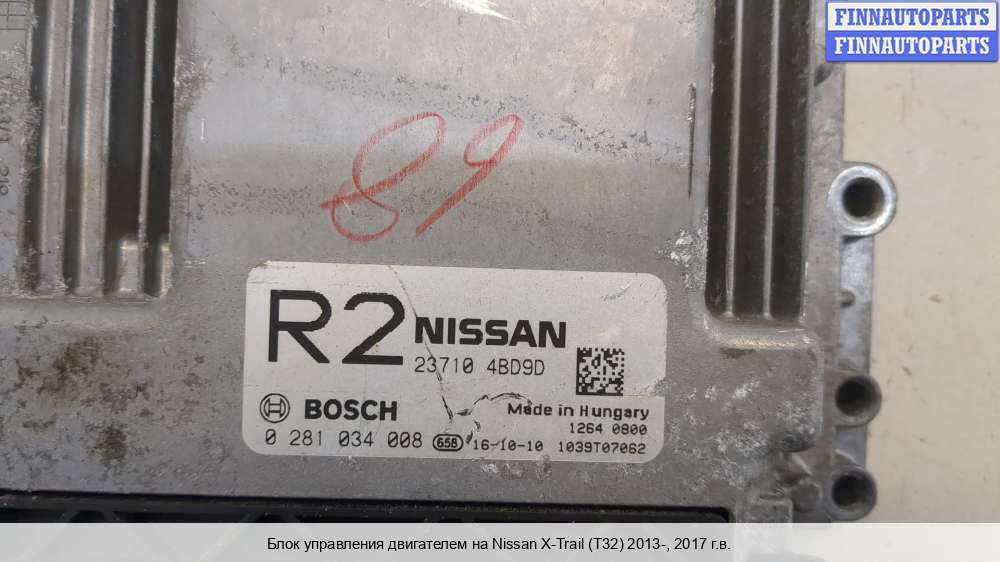 FINNAUTOPARTS
FINNAUTOPARTS
89
R2 NISSAN
23710 4BD9D
BOSCH
Made in Hungary
1264 0800
0 281 034 008 658 16-10-10 1039T07062
Блок управления двигателем на Nissan X-Trail (T32) 2013-, 2017 г.в.